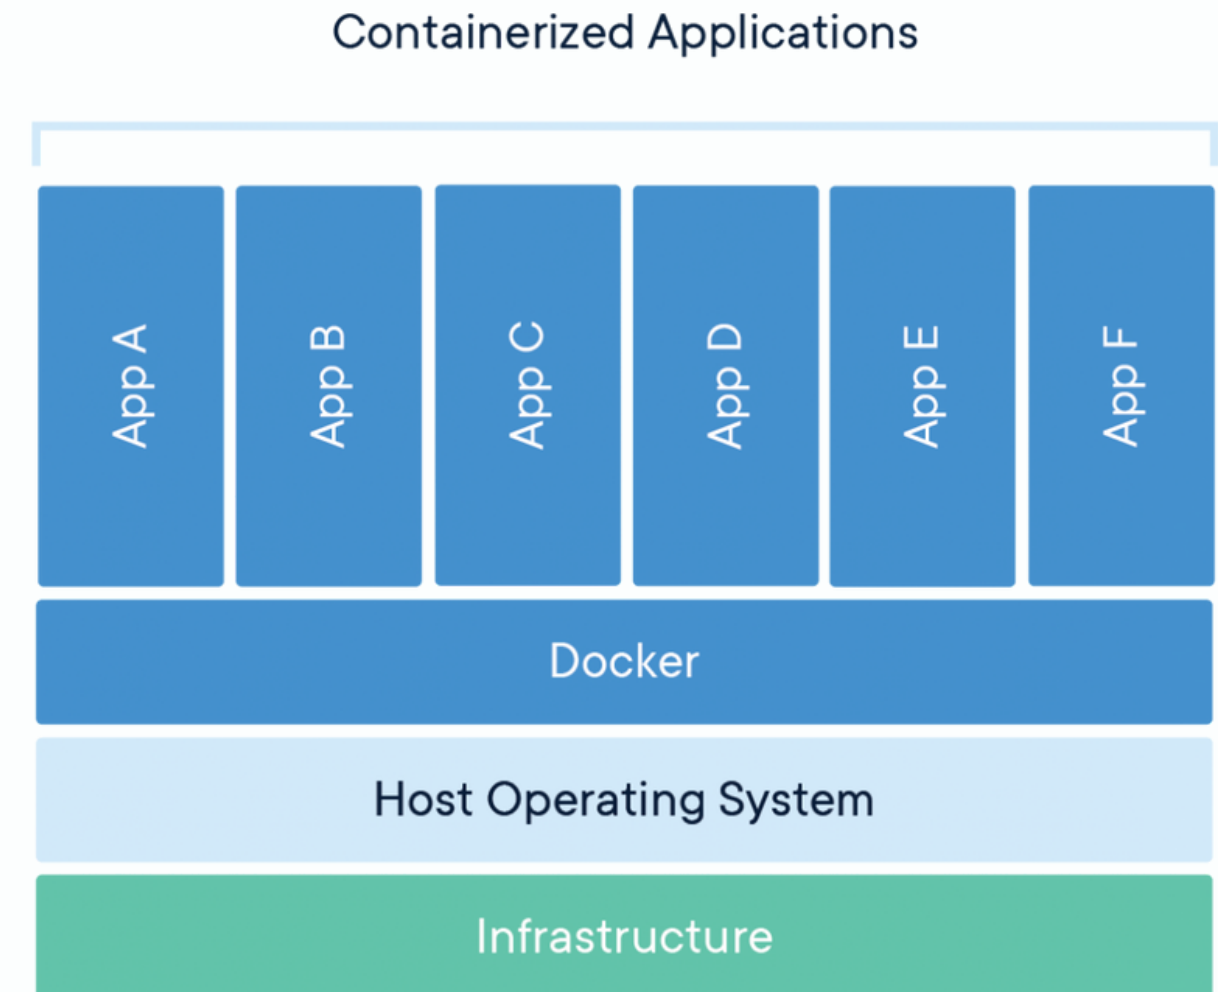 Containerized Applications
App A
App B
App C
App D
App E
App F
Docker
Host Operating System
Infrastructure